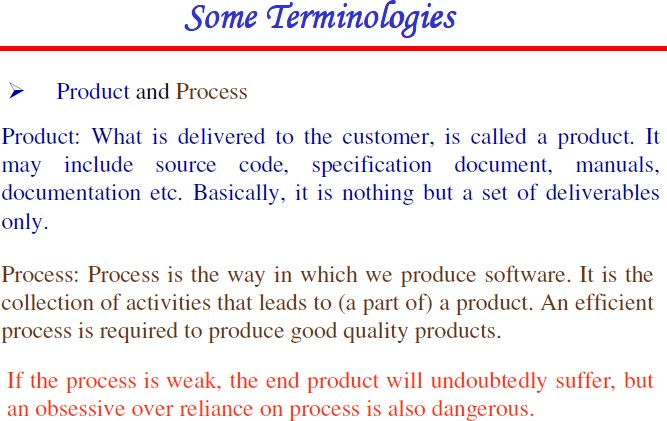 Some Terminologies
➢ Product and Process
Product: What is delivered to the customer, is called a product. It
may include source code, specification document, manuals,
documentation etc. Basically, it is nothing but a set of deliverables
only.
Process: Process is the way in which we produce software. It is the
collection of activities that leads to (a part of) a product. An efficient
process is required to produce good quality products.
If the process is weak, the end product will undoubtedly suffer, but
an obsessive over reliance on process is also dangerous.